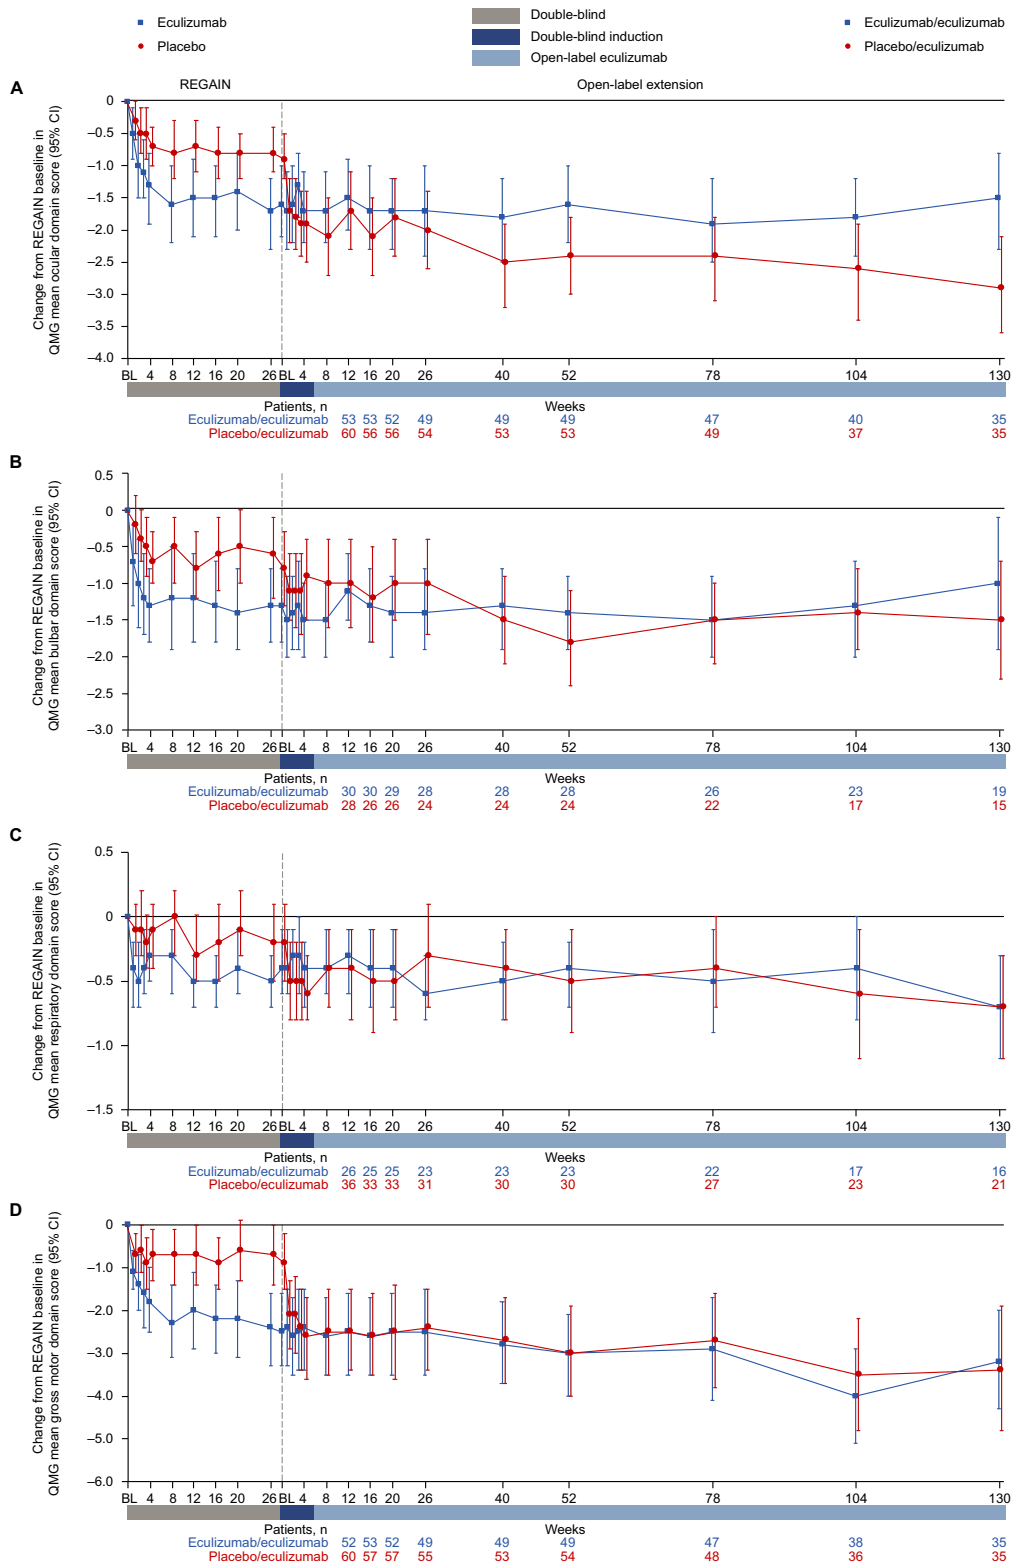 Eculizumab
Placebo
Double-blind
Double-blind induction
Open-label eculizumab
Eculizumab/eculizumab
Placebo/eculizumab
A
REGAIN
Open-label extension
Change from REGAIN baseline in
QMG mean ocular domain score (95% CI)
0
–0.5
–1.0
–1.5
–2.0
–2.5
–3.0
–3.5
–4.0
BL 4 8 12 16 20 26 BL 4 8 12 16 20 26 40 52 78 104 130
Patients, n Weeks
Eculizumab/eculizumab 53 53 52 49 49 49 47 40 35
Placebo/eculizumab 60 56 56 54 53 53 49 37 35
B
Change from REGAIN baseline in
QMG mean bulbar domain score (95% CI)
0.5
0
–0.5
–1.0
–1.5
–2.0
–2.5
–3.0
BL 4 8 12 16 20 26 BL 4 8 12 16 20 26 40 52 78 104 130
Patients, n Weeks
Eculizumab/eculizumab 30 30 29 28 28 28 26 23 19
Placebo/eculizumab 28 26 26 24 24 24 22 17 15
C
Change from REGAIN baseline in
QMG mean respiratory domain score (95% CI)
0.5
0
–0.5
–1.0
–1.5
BL 4 8 12 16 20 26 BL 4 8 12 16 20 26 40 52 78 104 130
Patients, n Weeks
Eculizumab/eculizumab 26 25 25 23 23 23 22 17 16
Placebo/eculizumab 36 33 33 31 30 30 27 23 21
D
Change from REGAIN baseline in
QMG mean gross motor domain score (95% CI)
0
–1.0
–2.0
–3.0
–4.0
–5.0
–6.0
BL 4 8 12 16 20 26 BL 4 8 12 16 20 26 40 52 78 104 130
Patients, n Weeks
Eculizumab/eculizumab 52 53 52 49 49 49 47 38 35
Placebo/eculizumab 60 57 57 55 53 54 48 36 35